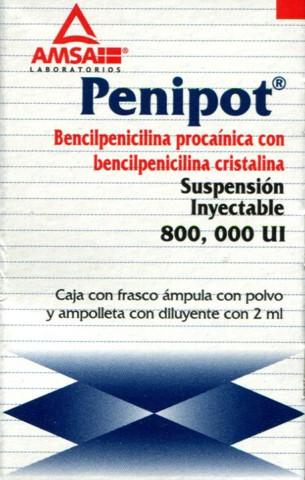 AMSA®
LABORATORIOS
Penipot®
Bencilpenicilina procaínica con
bencilpenicilina cristalina
Suspensión
Inyectable
800, 000 UI
Caja con frasco ámpula con polvo
y ampolleta con diluyente con 2 ml